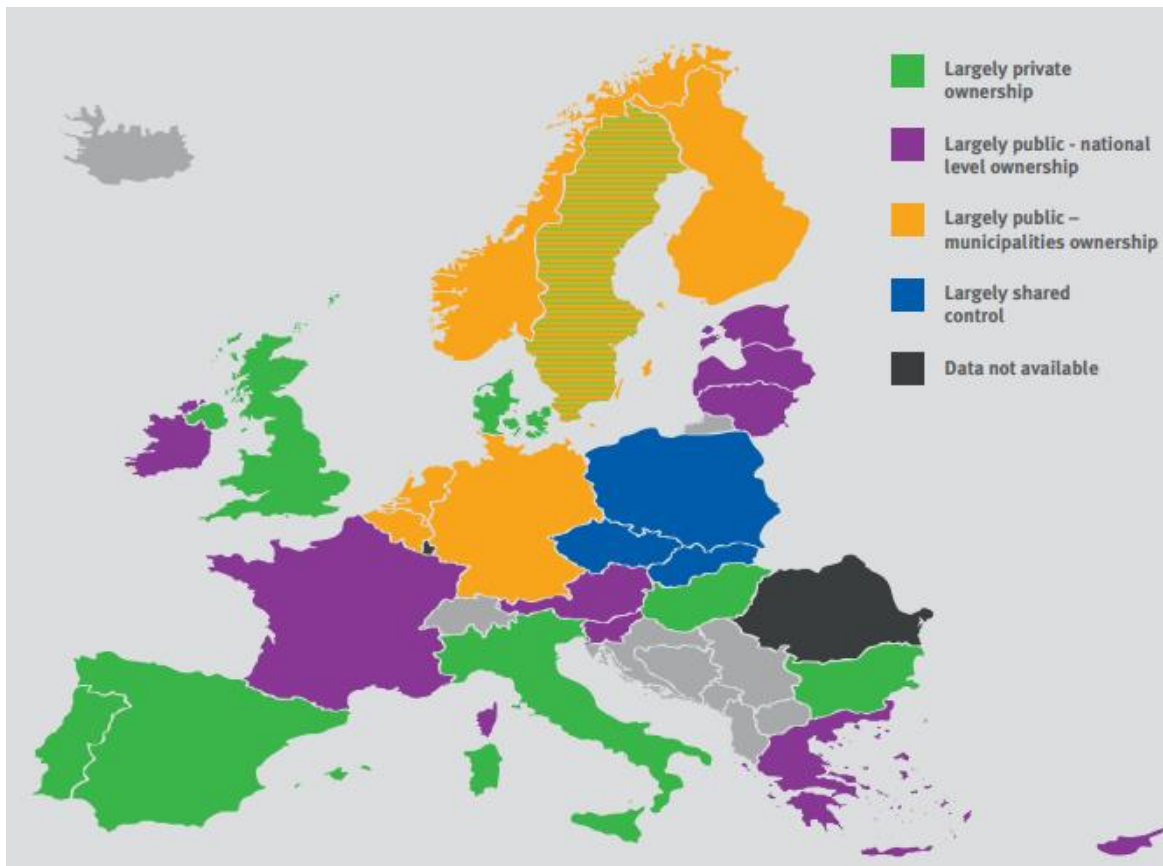 Largely private
ownership
Largely public - national
level ownership
Largely public –
municipalities ownership
Largely shared
control
Data not available